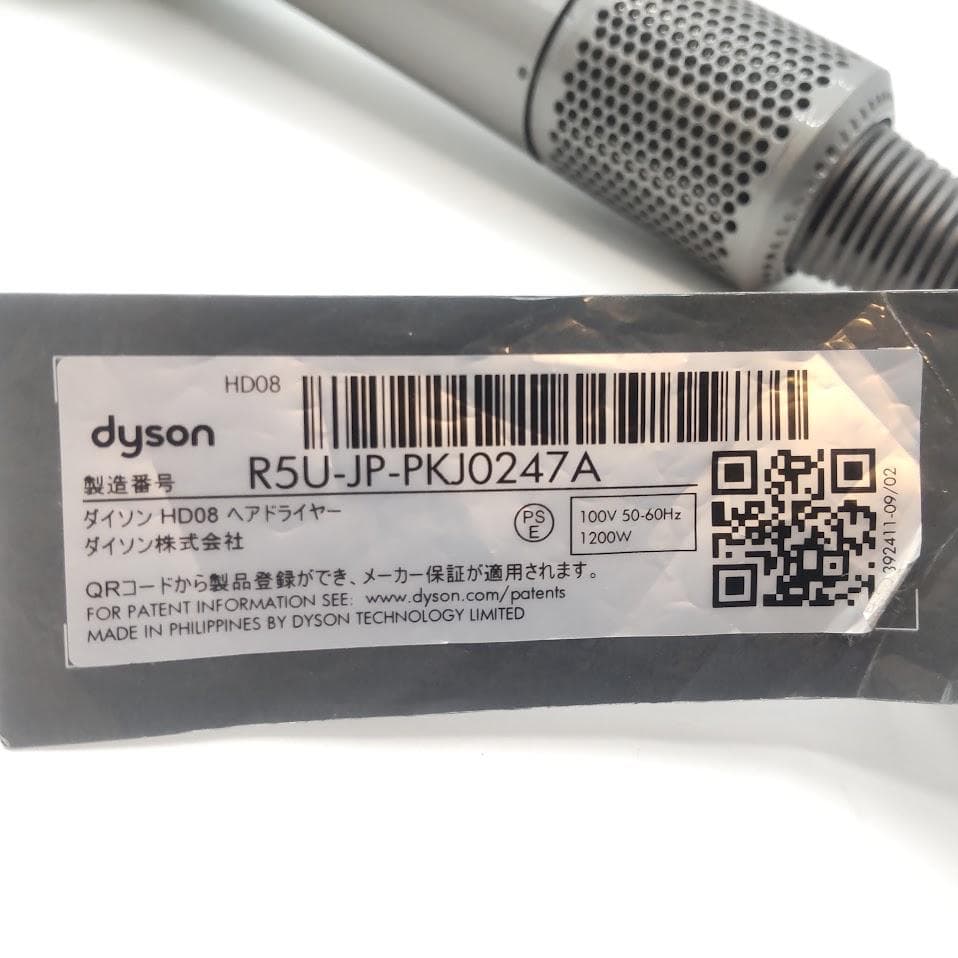 HD08
dyson
製造番号 R5U-JP-PKJ0247A
ダイソン HD08 ヘアドライヤー
ダイソン株式会社
PS
E
100V 50-60Hz
1200W
QRコードから製品登録ができ、メーカー保証が適用されます。
FOR PATENT INFORMATION SEE: www.dyson.com/patents
MADE IN PHILIPPINES BY DYSON TECHNOLOGY LIMITED
392411-09/02